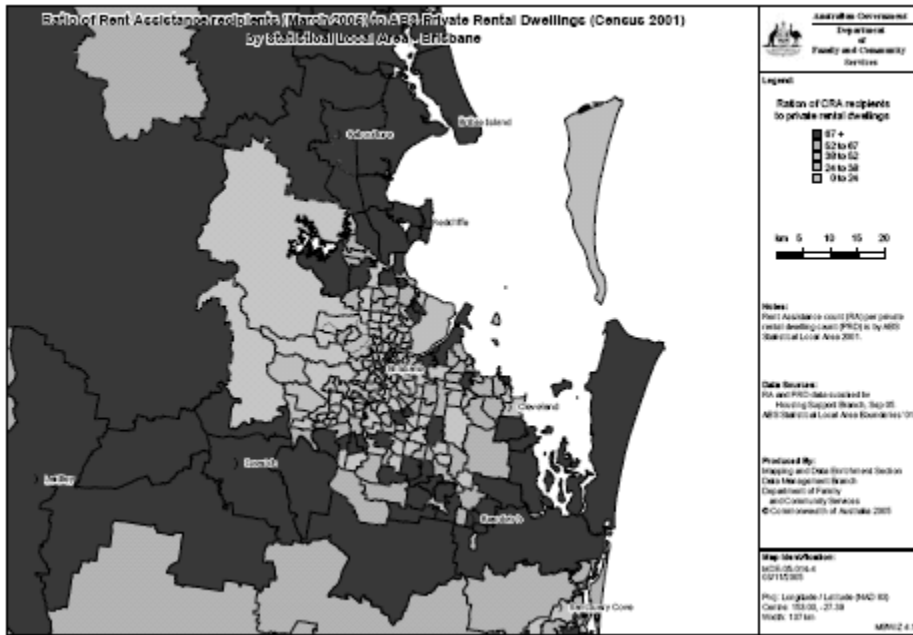 Ratio of Rent Assistance recipients (March 2005) to ABS Private Rental Dwellings (Census 2001)
by Statistical Local Area - Brisbane
Australian Government
Department
of
Family and Community
Services
Legend:
Ration of CRA recipients
to private rental dwellings
67 +
52 to 67
38 to 52
24 to 38
0 to 24
km 5 10 15 20
Notes:
Rent Assistance count (RA) per private
rental dwelling count (PRD) is by ABS
Statistical Local Area 2001.
Data Sources:
RA and PRD data supplied by
Housing Support Branch, Sep 05
ABS Statistical Local Area Boundaries '01
Produced By:
Mapping and Data Enrichment Section
Data Management Branch
Department of Family
and Community Services
© Commonwealth of Australia 2005
Map Identification:
Proj: Longitude / Latitude (NAD 83)
Centre: 153.00, -27.39
Width: 137 km
Bribie Island
Caboolture
Redcliffe
Brisbane
Cleveland
Laidley
Beenleigh
Sanctuary Cove